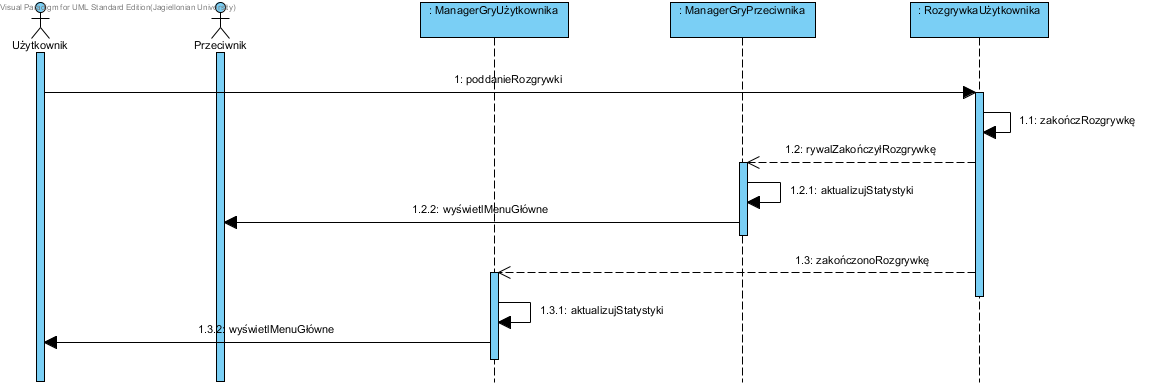 Visual Paradigm for UML Standard Edition(Jagiellonian University)
Użytkownik
Przeciwnik
: ManagerGryUżytkownika
: ManagerGryPrzeciwnika
: RozgrywkaUżytkownika
1: poddanieRozgrywki
1.1: zakończRozgrywkę
1.2: rywalZakończyłRozgrywkę
1.2.1: aktualizujStatystyki
1.2.2: wyświetlMenuGłówne
1.3: zakończonoRozgrywkę
1.3.1: aktualizujStatystyki
1.3.2: wyświetlMenuGłówne